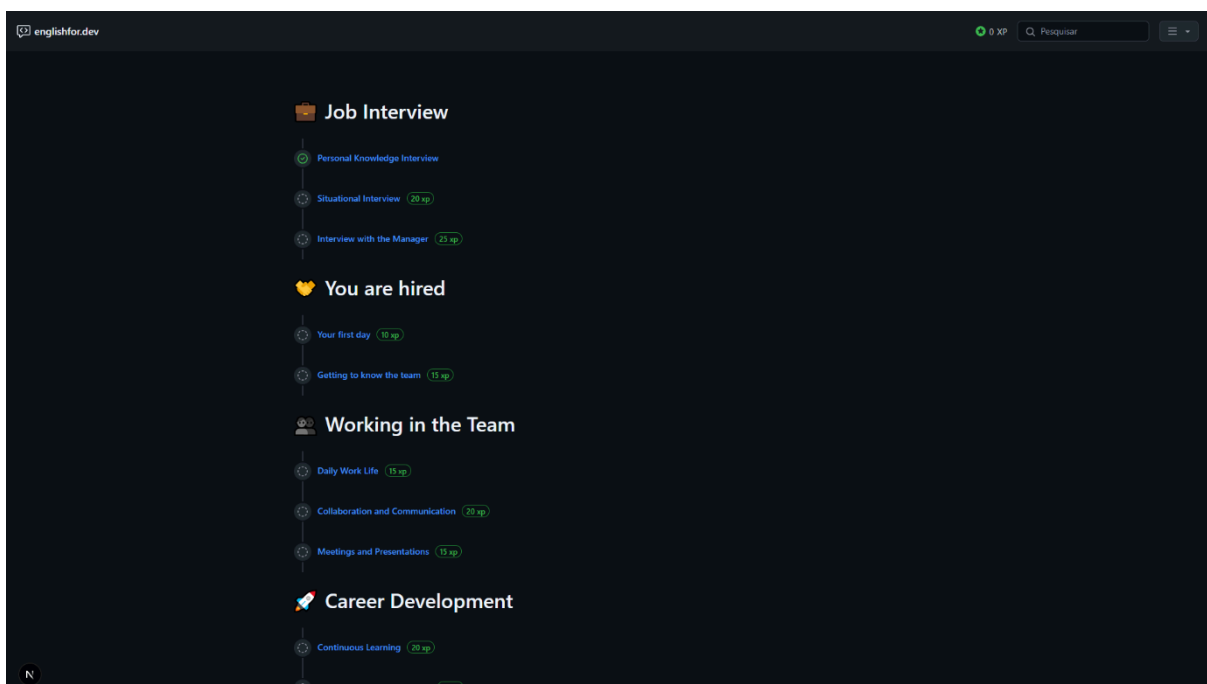 englishfor.dev
0 XP
Pesquisar
Job Interview
Personal Knowledge Interview
Situational Interview 20 xp
Interview with the Manager 25 xp
You are hired
Your first day 10 xp
Getting to know the team 15 xp
Working in the Team
Daily Work Life 15 xp
Collaboration and Communication 20 xp
Meetings and Presentations 15 xp
Career Development
Continuous Learning 20 xp
N